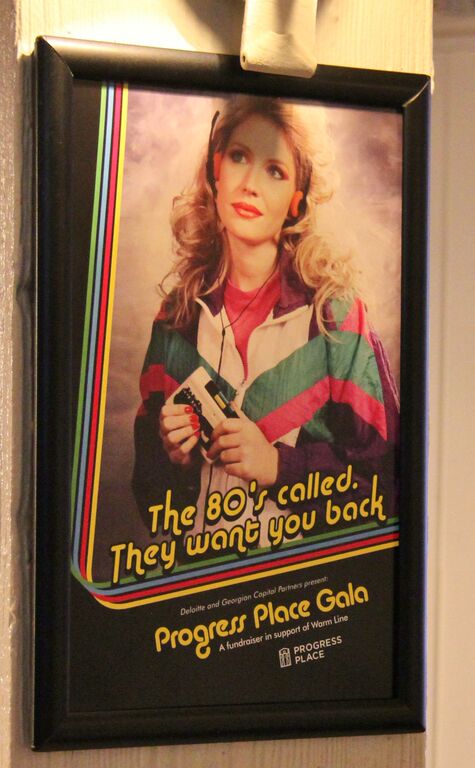 The 80's called.
They want you back
Deloitte and Georgian Capital Partners present:
Progress Place Gala
A fundraiser in support of Warm Line
PROGRESS
PLACE